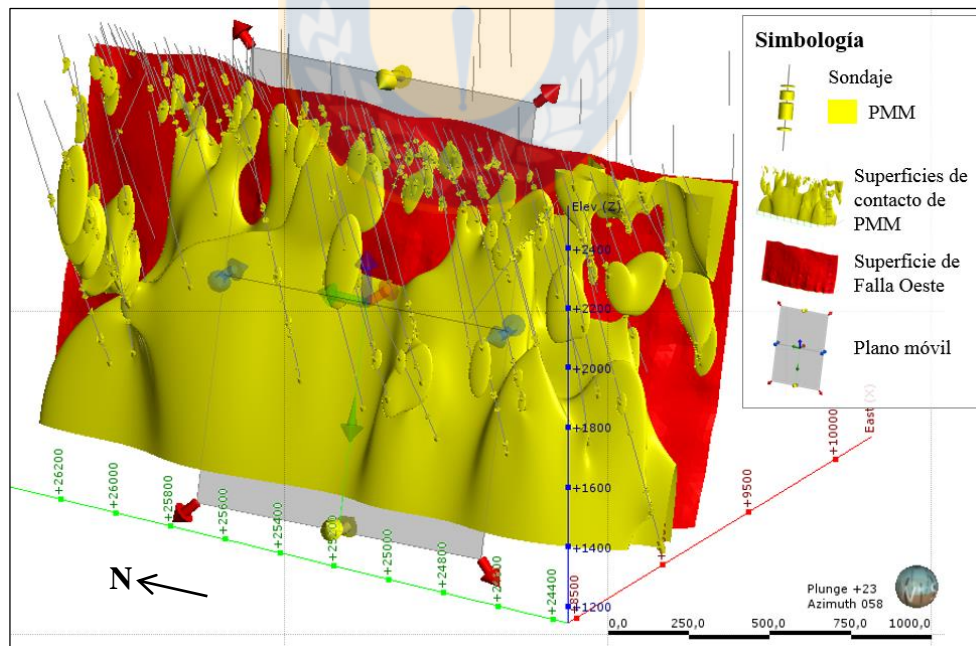 Simbología
Sondaje
PMM
Superficies de
contacto de
PMM
Superficie de
Falla Oeste
Plano móvil
Elev (Z)
+2400
+2200
+2000
+1800
+1600
+1400
+1200
East (X)
+10000
+9500
+8500
+26200
+26000
+25800
+25600
+25400
+25000
+24800
+24400
N
Plunge +23
Azimuth 058
0,0
250,0
500,0
750,0
1000,0